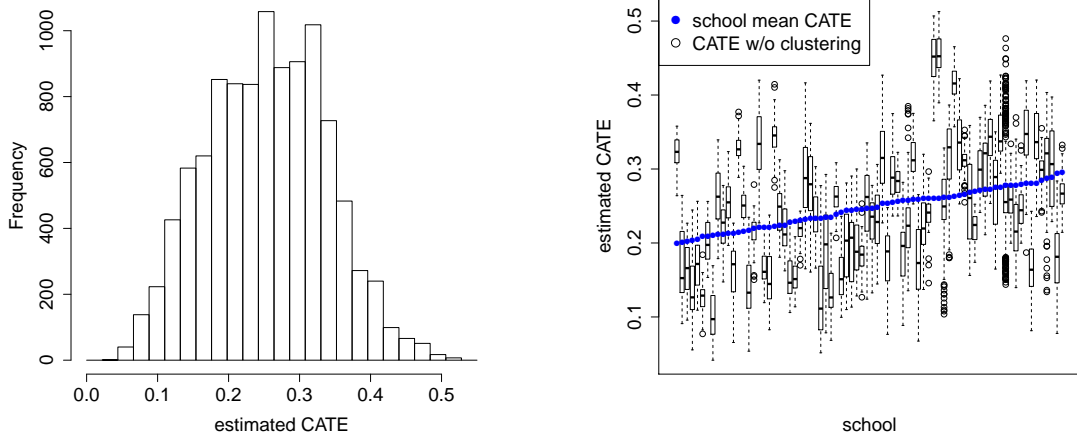 Frequency
0
200
400
600
800
1000
0.0 0.1 0.2 0.3 0.4 0.5
estimated CATE
estimated CATE
0.1
0.2
0.3
0.4
0.5
school mean CATE
CATE w/o clustering
school